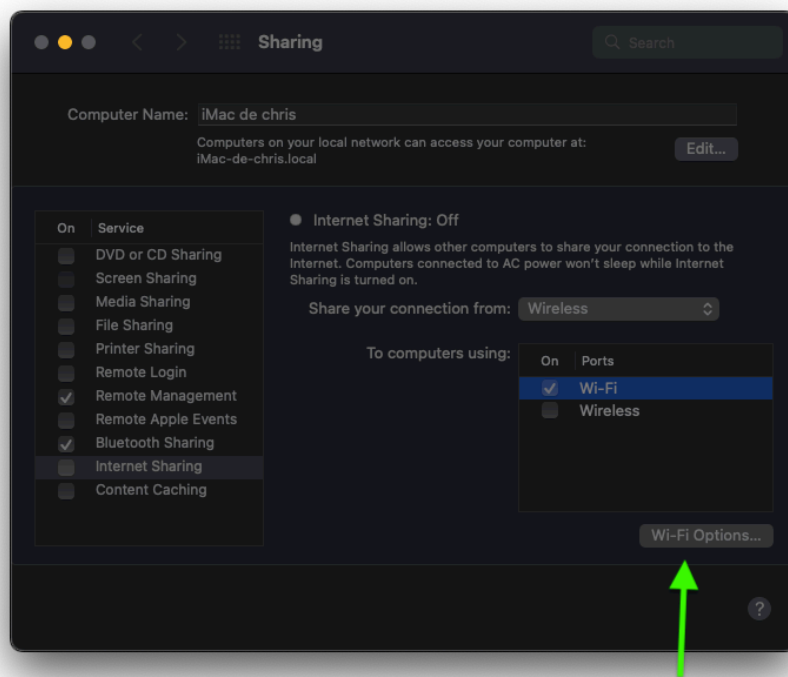 Sharing
Search
Computer Name: iMac de chris
Computers on your local network can access your computer at:
iMac-de-chris.local
Edit...
On Service
DVD or CD Sharing
Screen Sharing
Media Sharing
File Sharing
Printer Sharing
Remote Login
Remote Management
Remote Apple Events
Bluetooth Sharing
Internet Sharing
Content Caching
Internet Sharing: Off
Internet Sharing allows other computers to share your connection to the
Internet. Computers connected to AC power won't sleep while Internet
Sharing is turned on.
Share your connection from: Wireless
To computers using:
On Ports
Wi-Fi
Wireless
Wi-Fi Options...
?